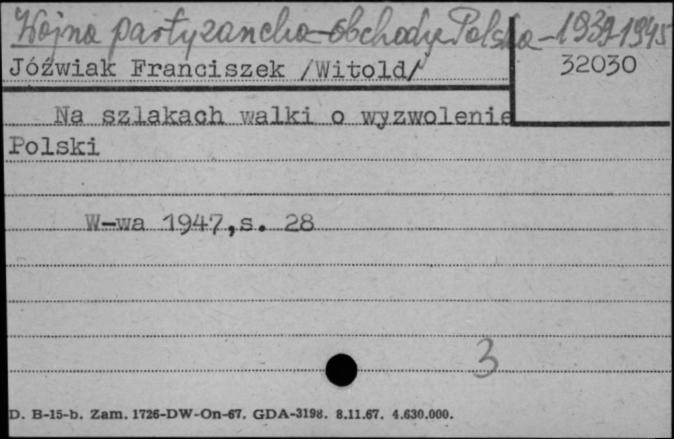 Wojna partyzancka-obchody Polska-1939-1945
Jóźwiak Franciszek /Witold/
32030
Na szlakach walki o wyzwolenie
Polski
W-wa 1947,s. 28
3
D. B-15-b. Zam. 1726-DW-On-67. GDA-3198. 8.11.67. 4.630.000.